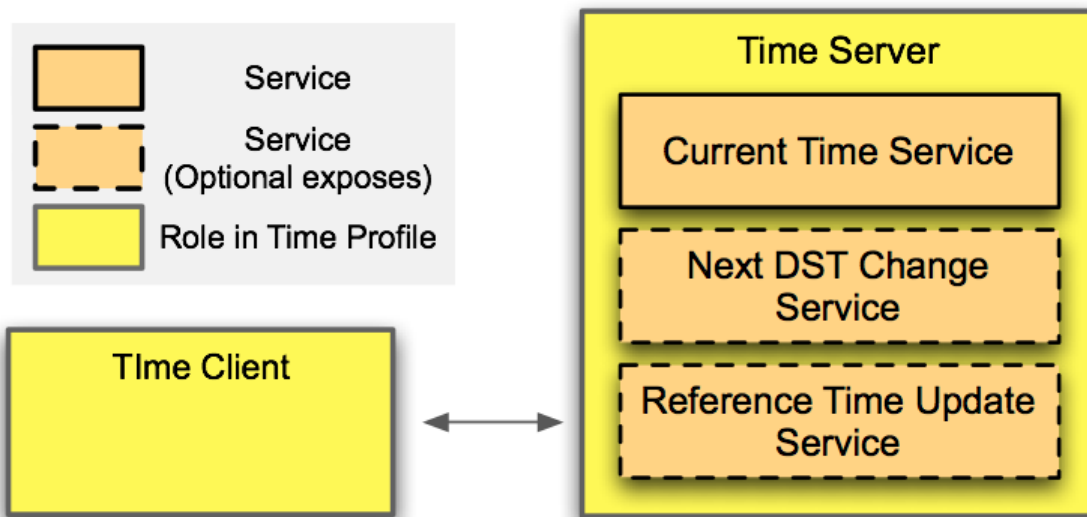 Service
Service
(Optional exposes)
Role in Time Profile
TIme Client
Time Server
Current Time Service
Next DST Change
Service
Reference Time Update
Service